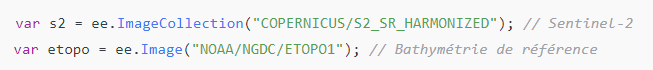 var s2 = ee.ImageCollection("COPERNICUS/S2_SR_HARMONIZED"); // Sentinel-2
var etopo = ee.Image("NOAA/NGDC/ETOPO1"); // Bathymétrie de référence